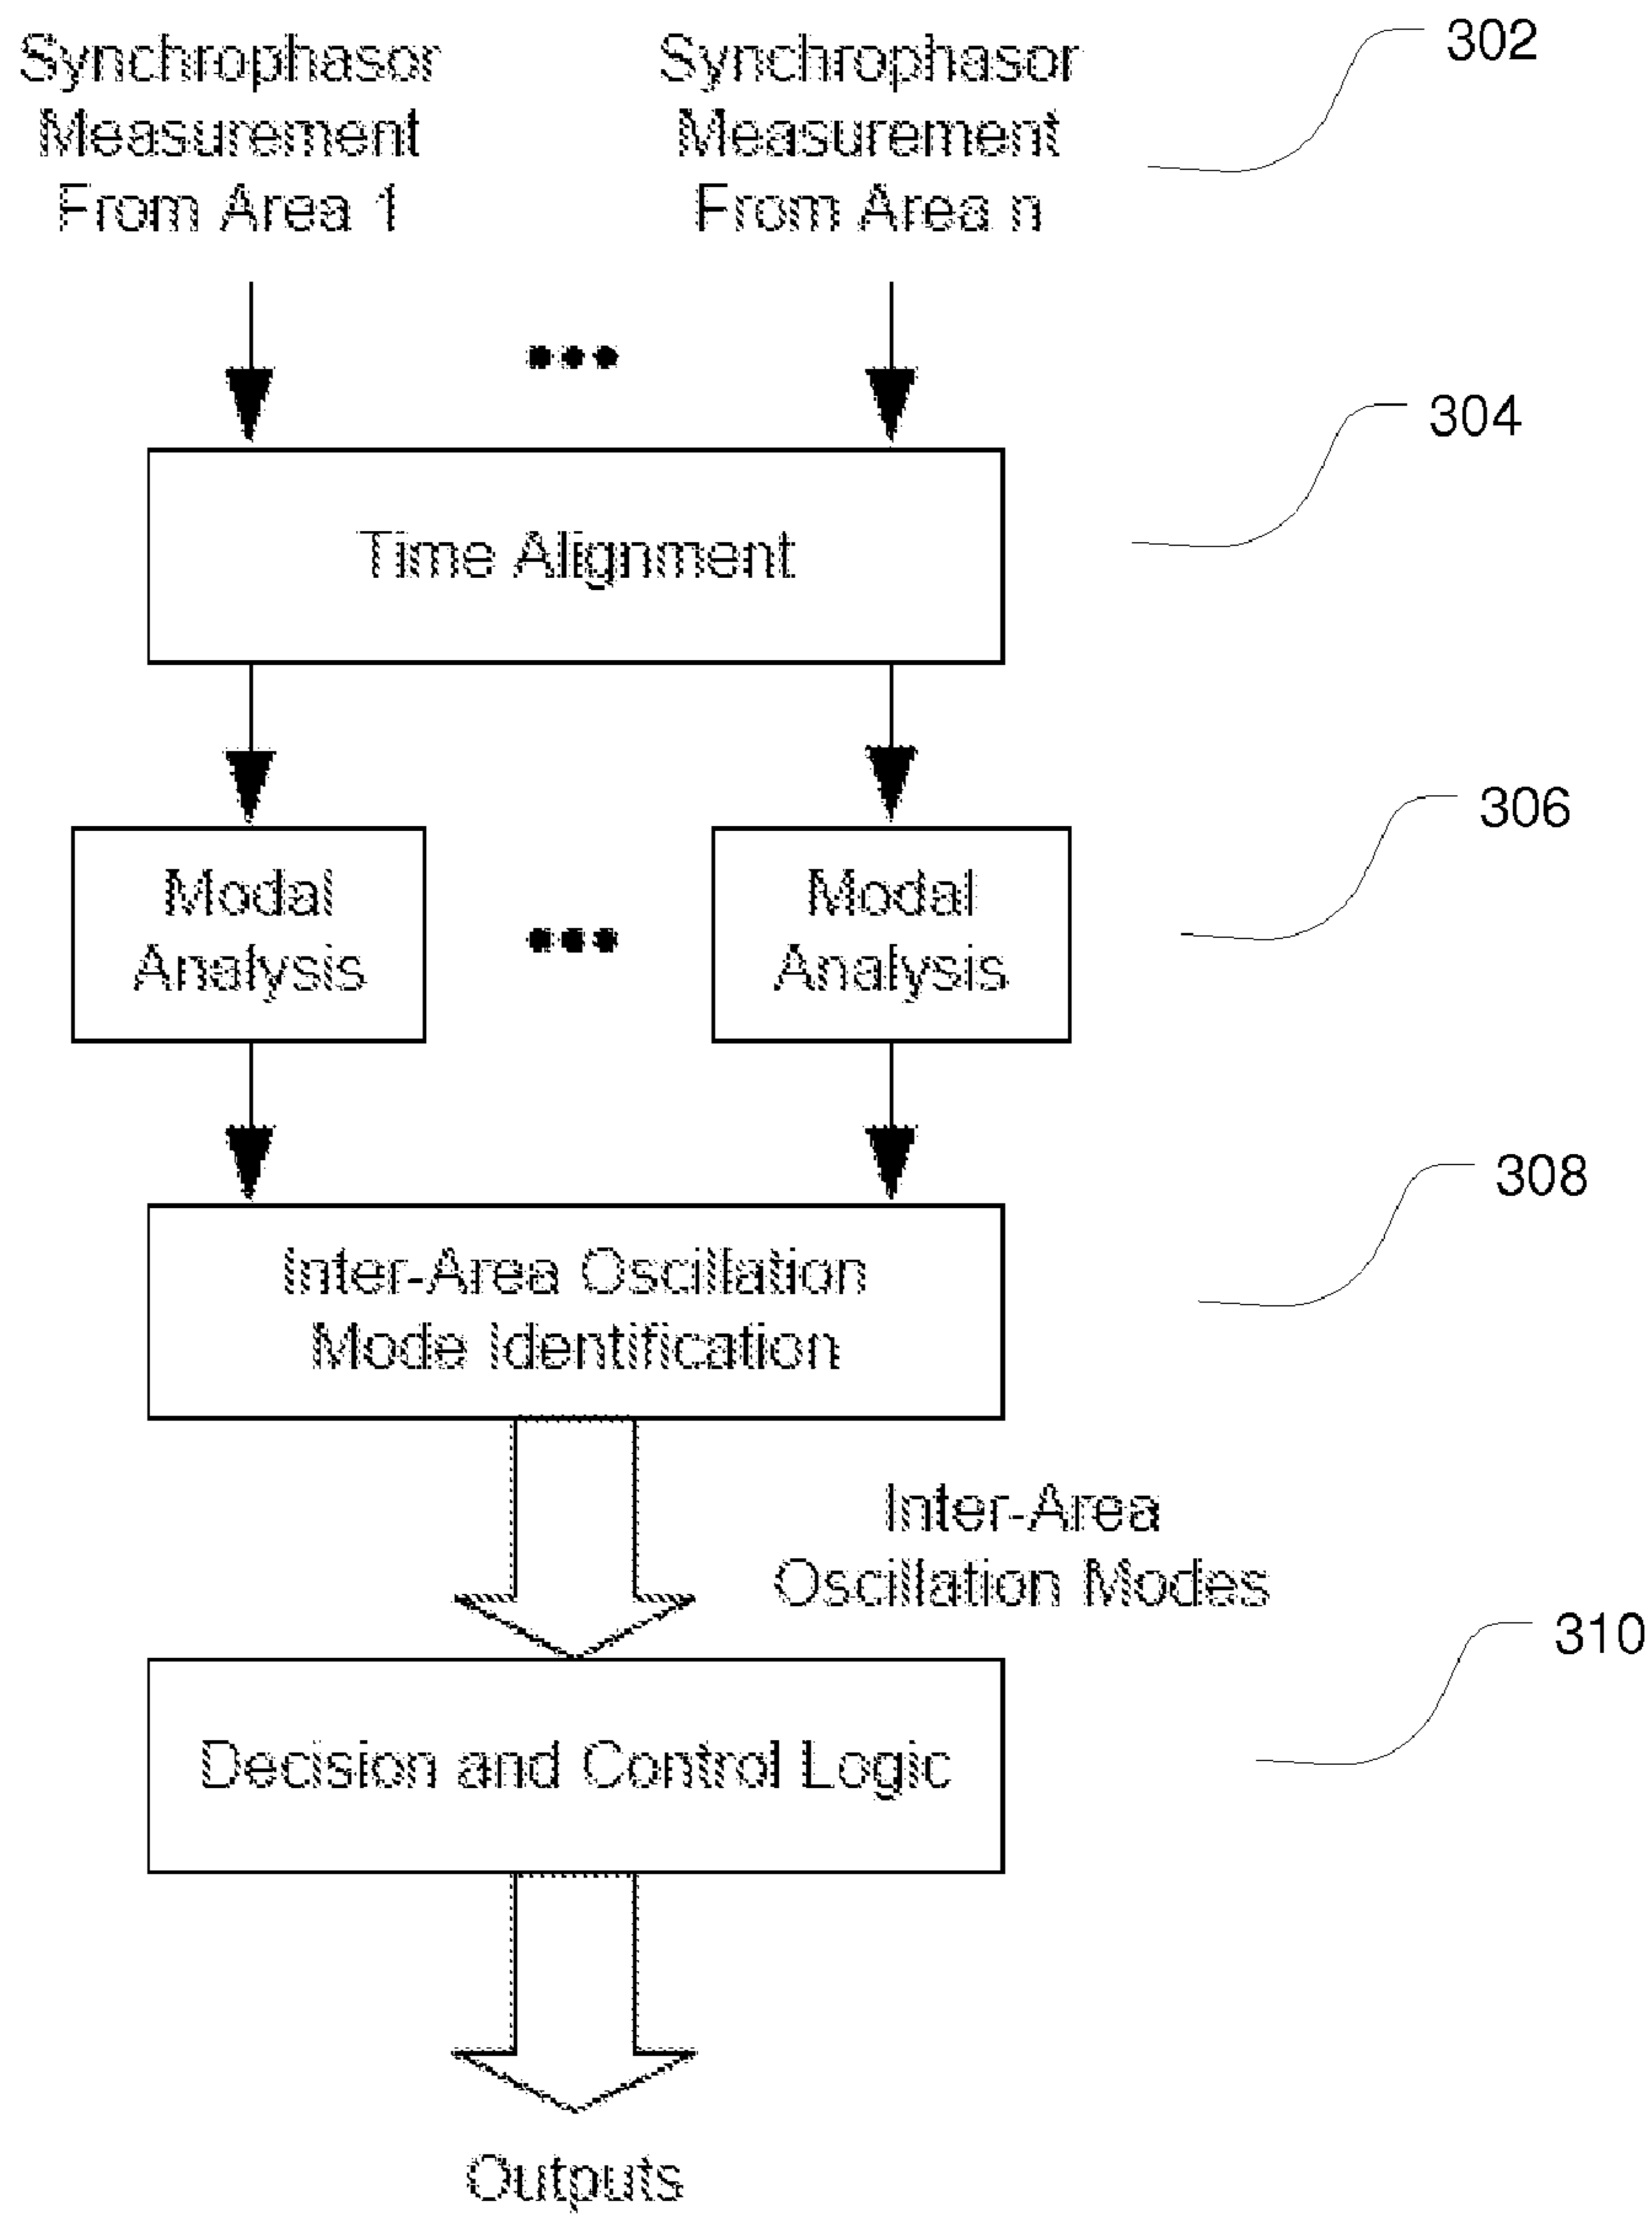 Synchrophasor
Measurement
From Area 1
Synchrophasor
Measurement
From Area n
302
304
Time Alignment
306
Modal
Analysis
Modal
Analysis
308
Inter-Area Oscillation
Mode Identification
Inter-Area
Oscillation Modes
310
Decision and Control Logic
Outputs